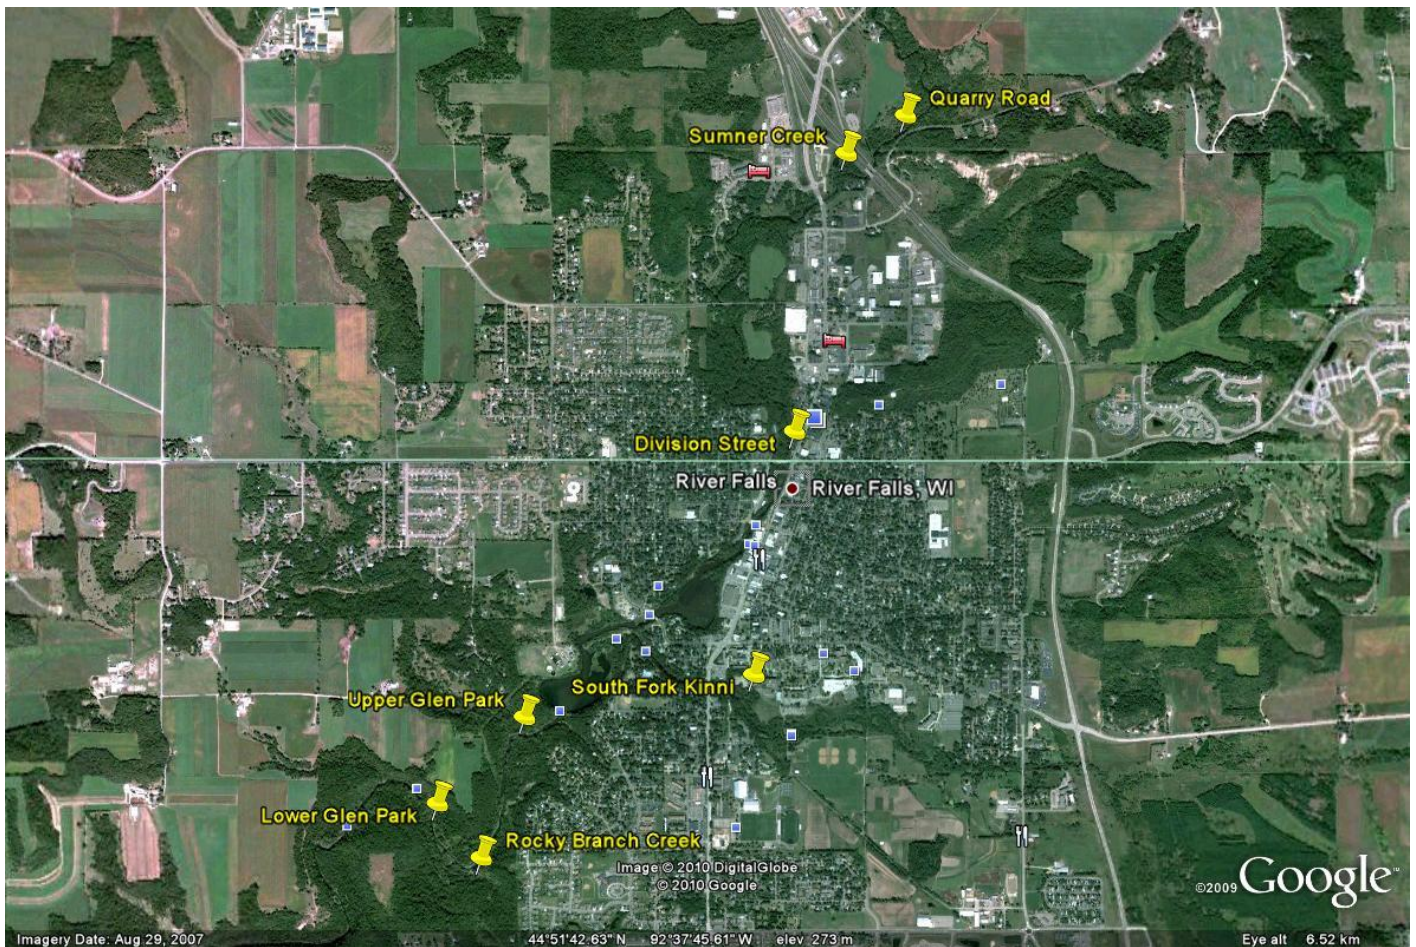 Quarry Road
Sumner Creek
Division Street
River Falls
River Falls, WI
South Fork Kinni
Upper Glen Park
Lower Glen Park
Rocky Branch Creek
Image © 2010 DigitalGlobe
© 2010 Google
©2009 Google™
Imagery Date: Aug 29, 2007
44°51'42.63" N 92°37'45.61" W elev 273 m
Eye alt 6.52 km